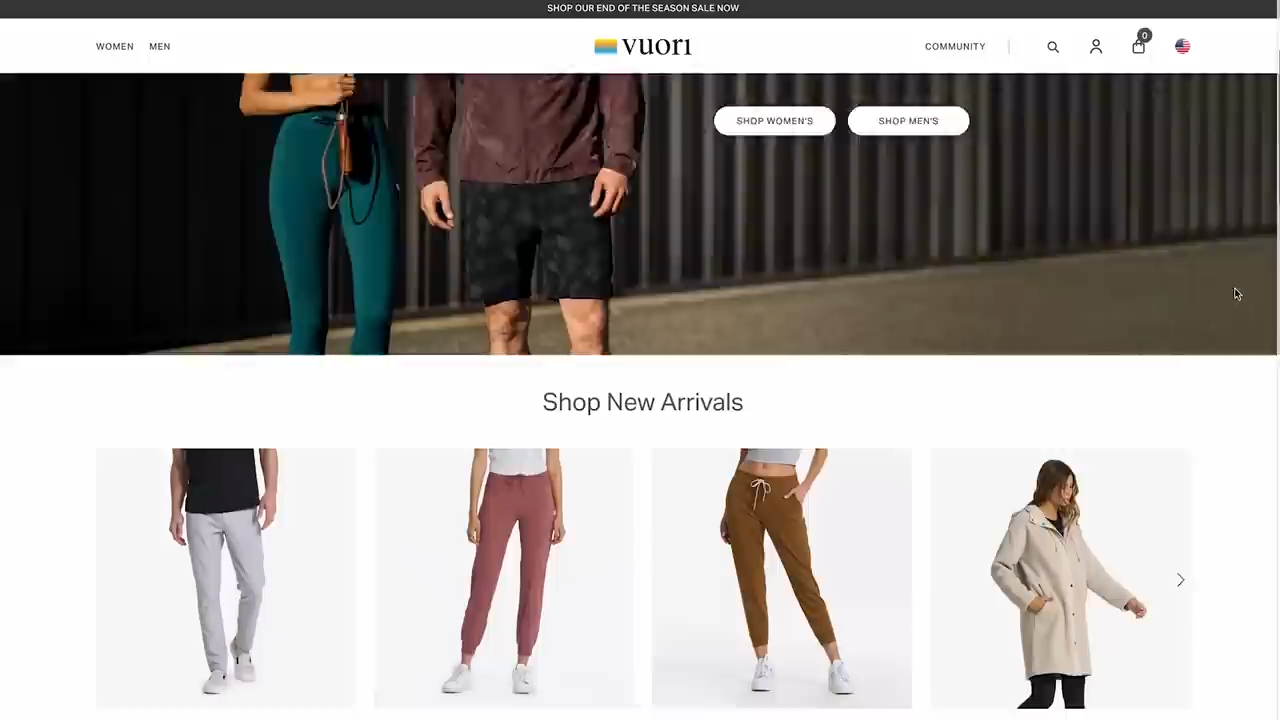 SHOP OUR END OF THE SEASON SALE NOW
WOMEN MEN vuori COMMUNITY 0
SHOP WOMEN'S SHOP MEN'S
Shop New Arrivals